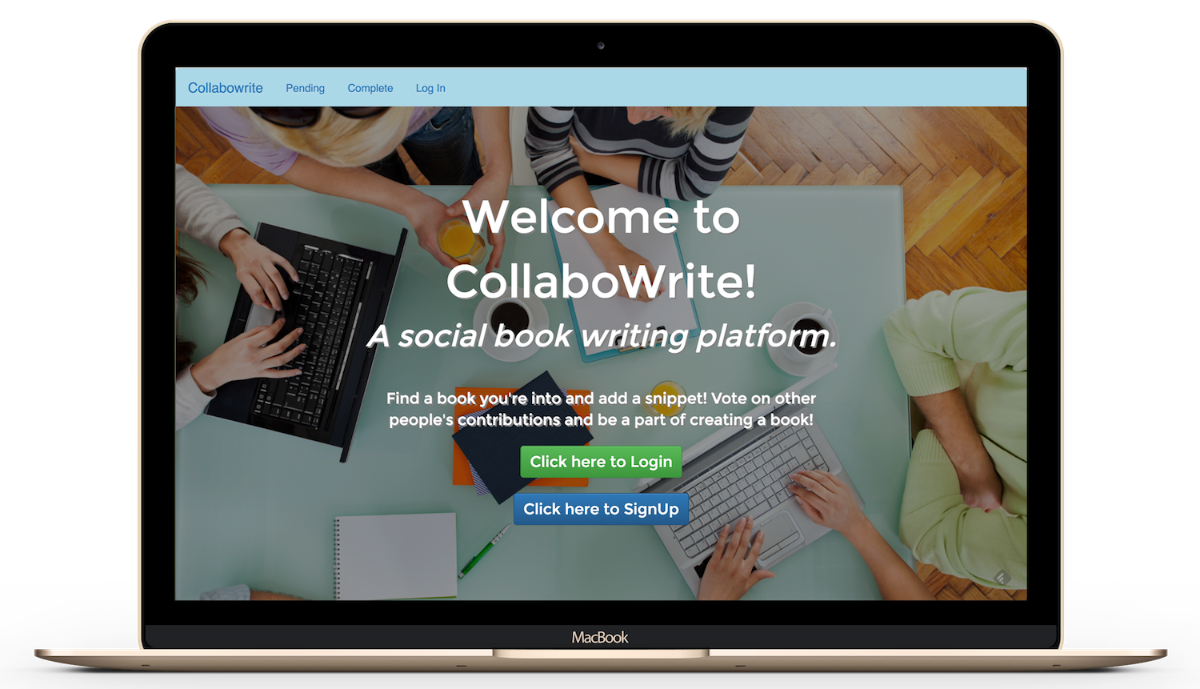 Collabowrite Pending Complete Log In
Welcome to
CollaboWrite!
A social book writing platform.
Find a book you're into and add a snippet! Vote on other
people's contributions and be a part of creating a book!
Click here to Login
Click here to SignUp
MacBook